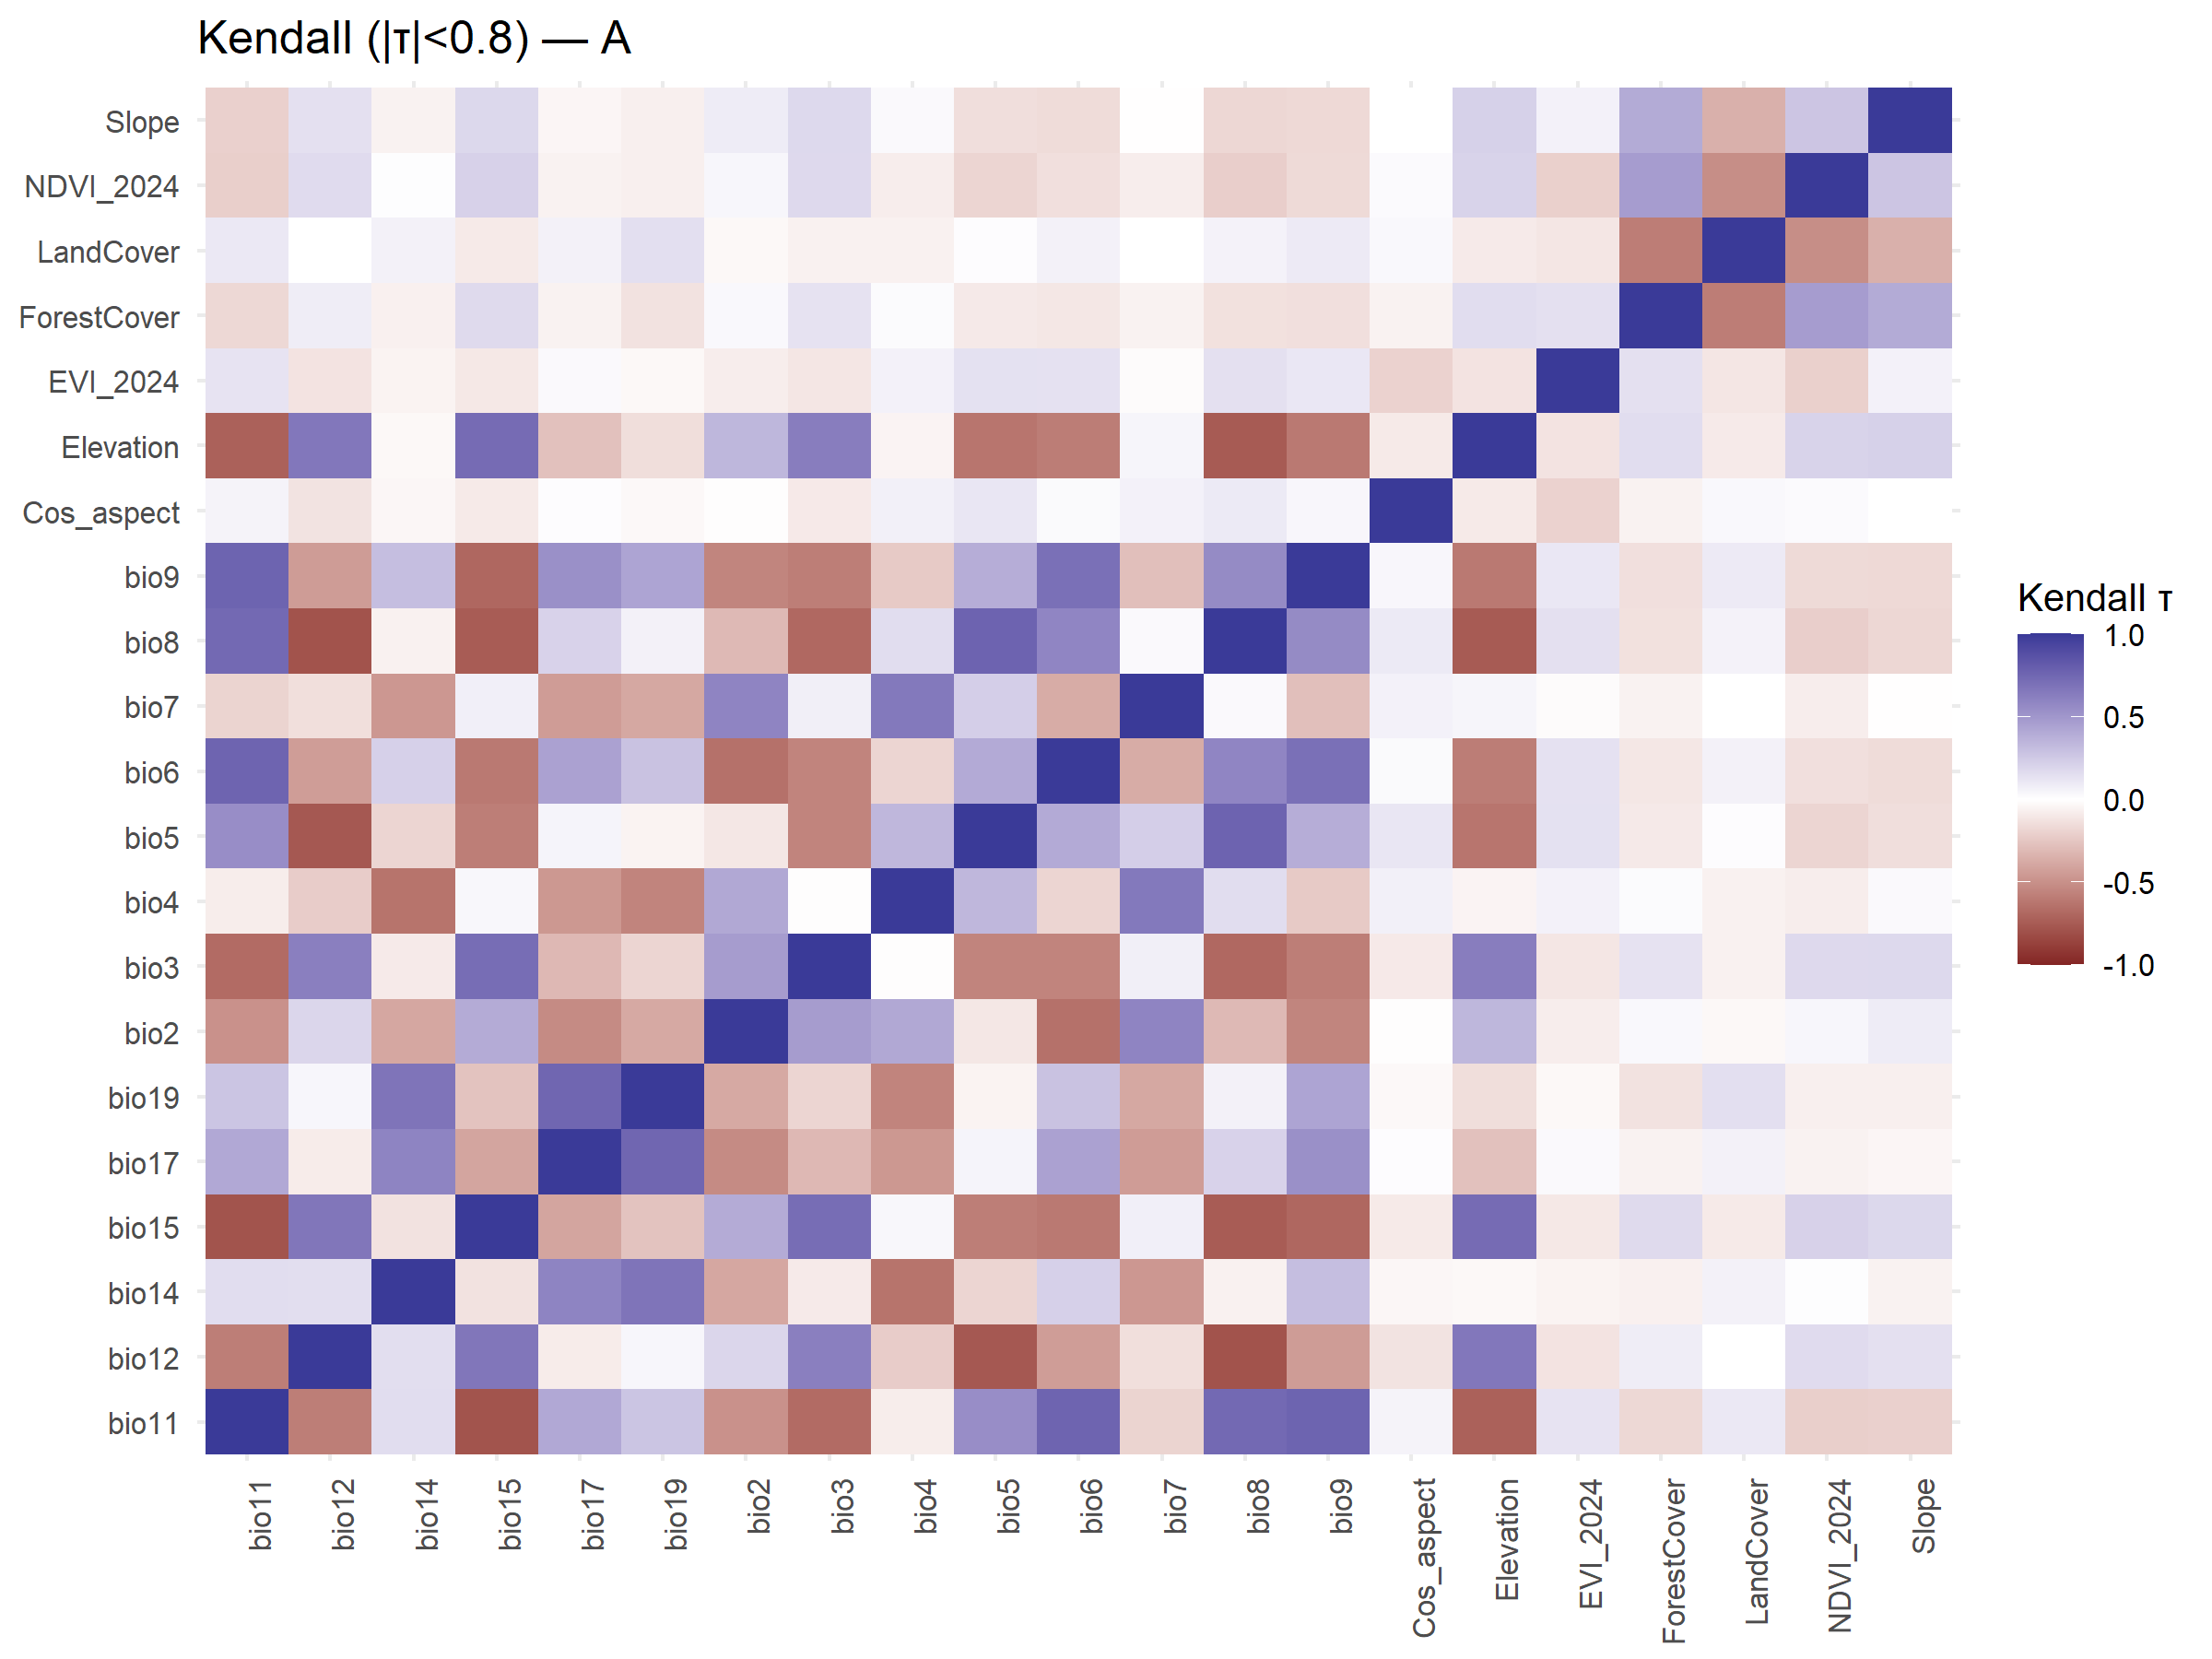 Kendall (|τ|<0.8) — A
Slope
NDVI_2024
LandCover
ForestCover
EVI_2024
Elevation
Cos_aspect
bio9
bio8
bio7
bio6
bio5
bio4
bio3
bio2
bio19
bio17
bio15
bio14
bio12
bio11
bio11
bio12
bio14
bio15
bio17
bio19
bio2
bio3
bio4
bio5
bio6
bio7
bio8
bio9
Cos_aspect
Elevation
EVI_2024
ForestCover
LandCover
NDVI_2024
Slope
Kendall τ
1.0
0.5
0.0
-0.5
-1.0